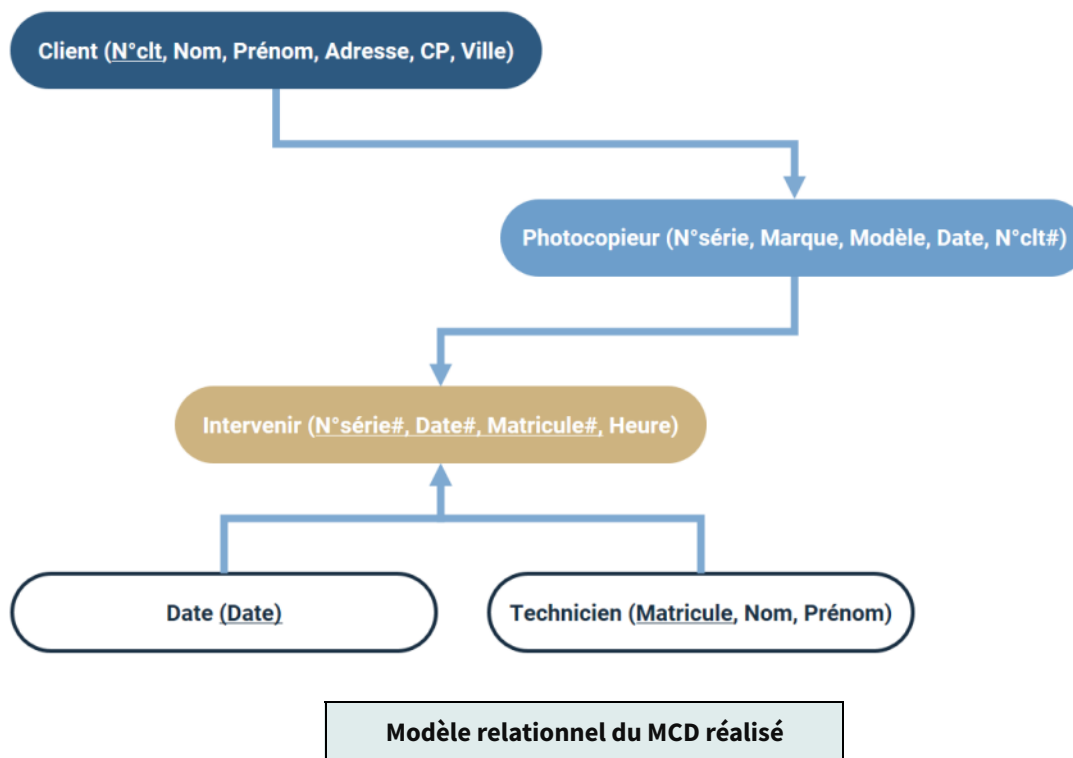 Client (N°clt, Nom, Prénom, Adresse, CP, Ville)
Photocopieur (N°série, Marque, Modèle, Date, N°clt#)
Intervenir (N°série#, Date#, Matricule#, Heure)
Date (Date)
Technicien (Matricule, Nom, Prénom)
Modèle relationnel du MCD réalisé